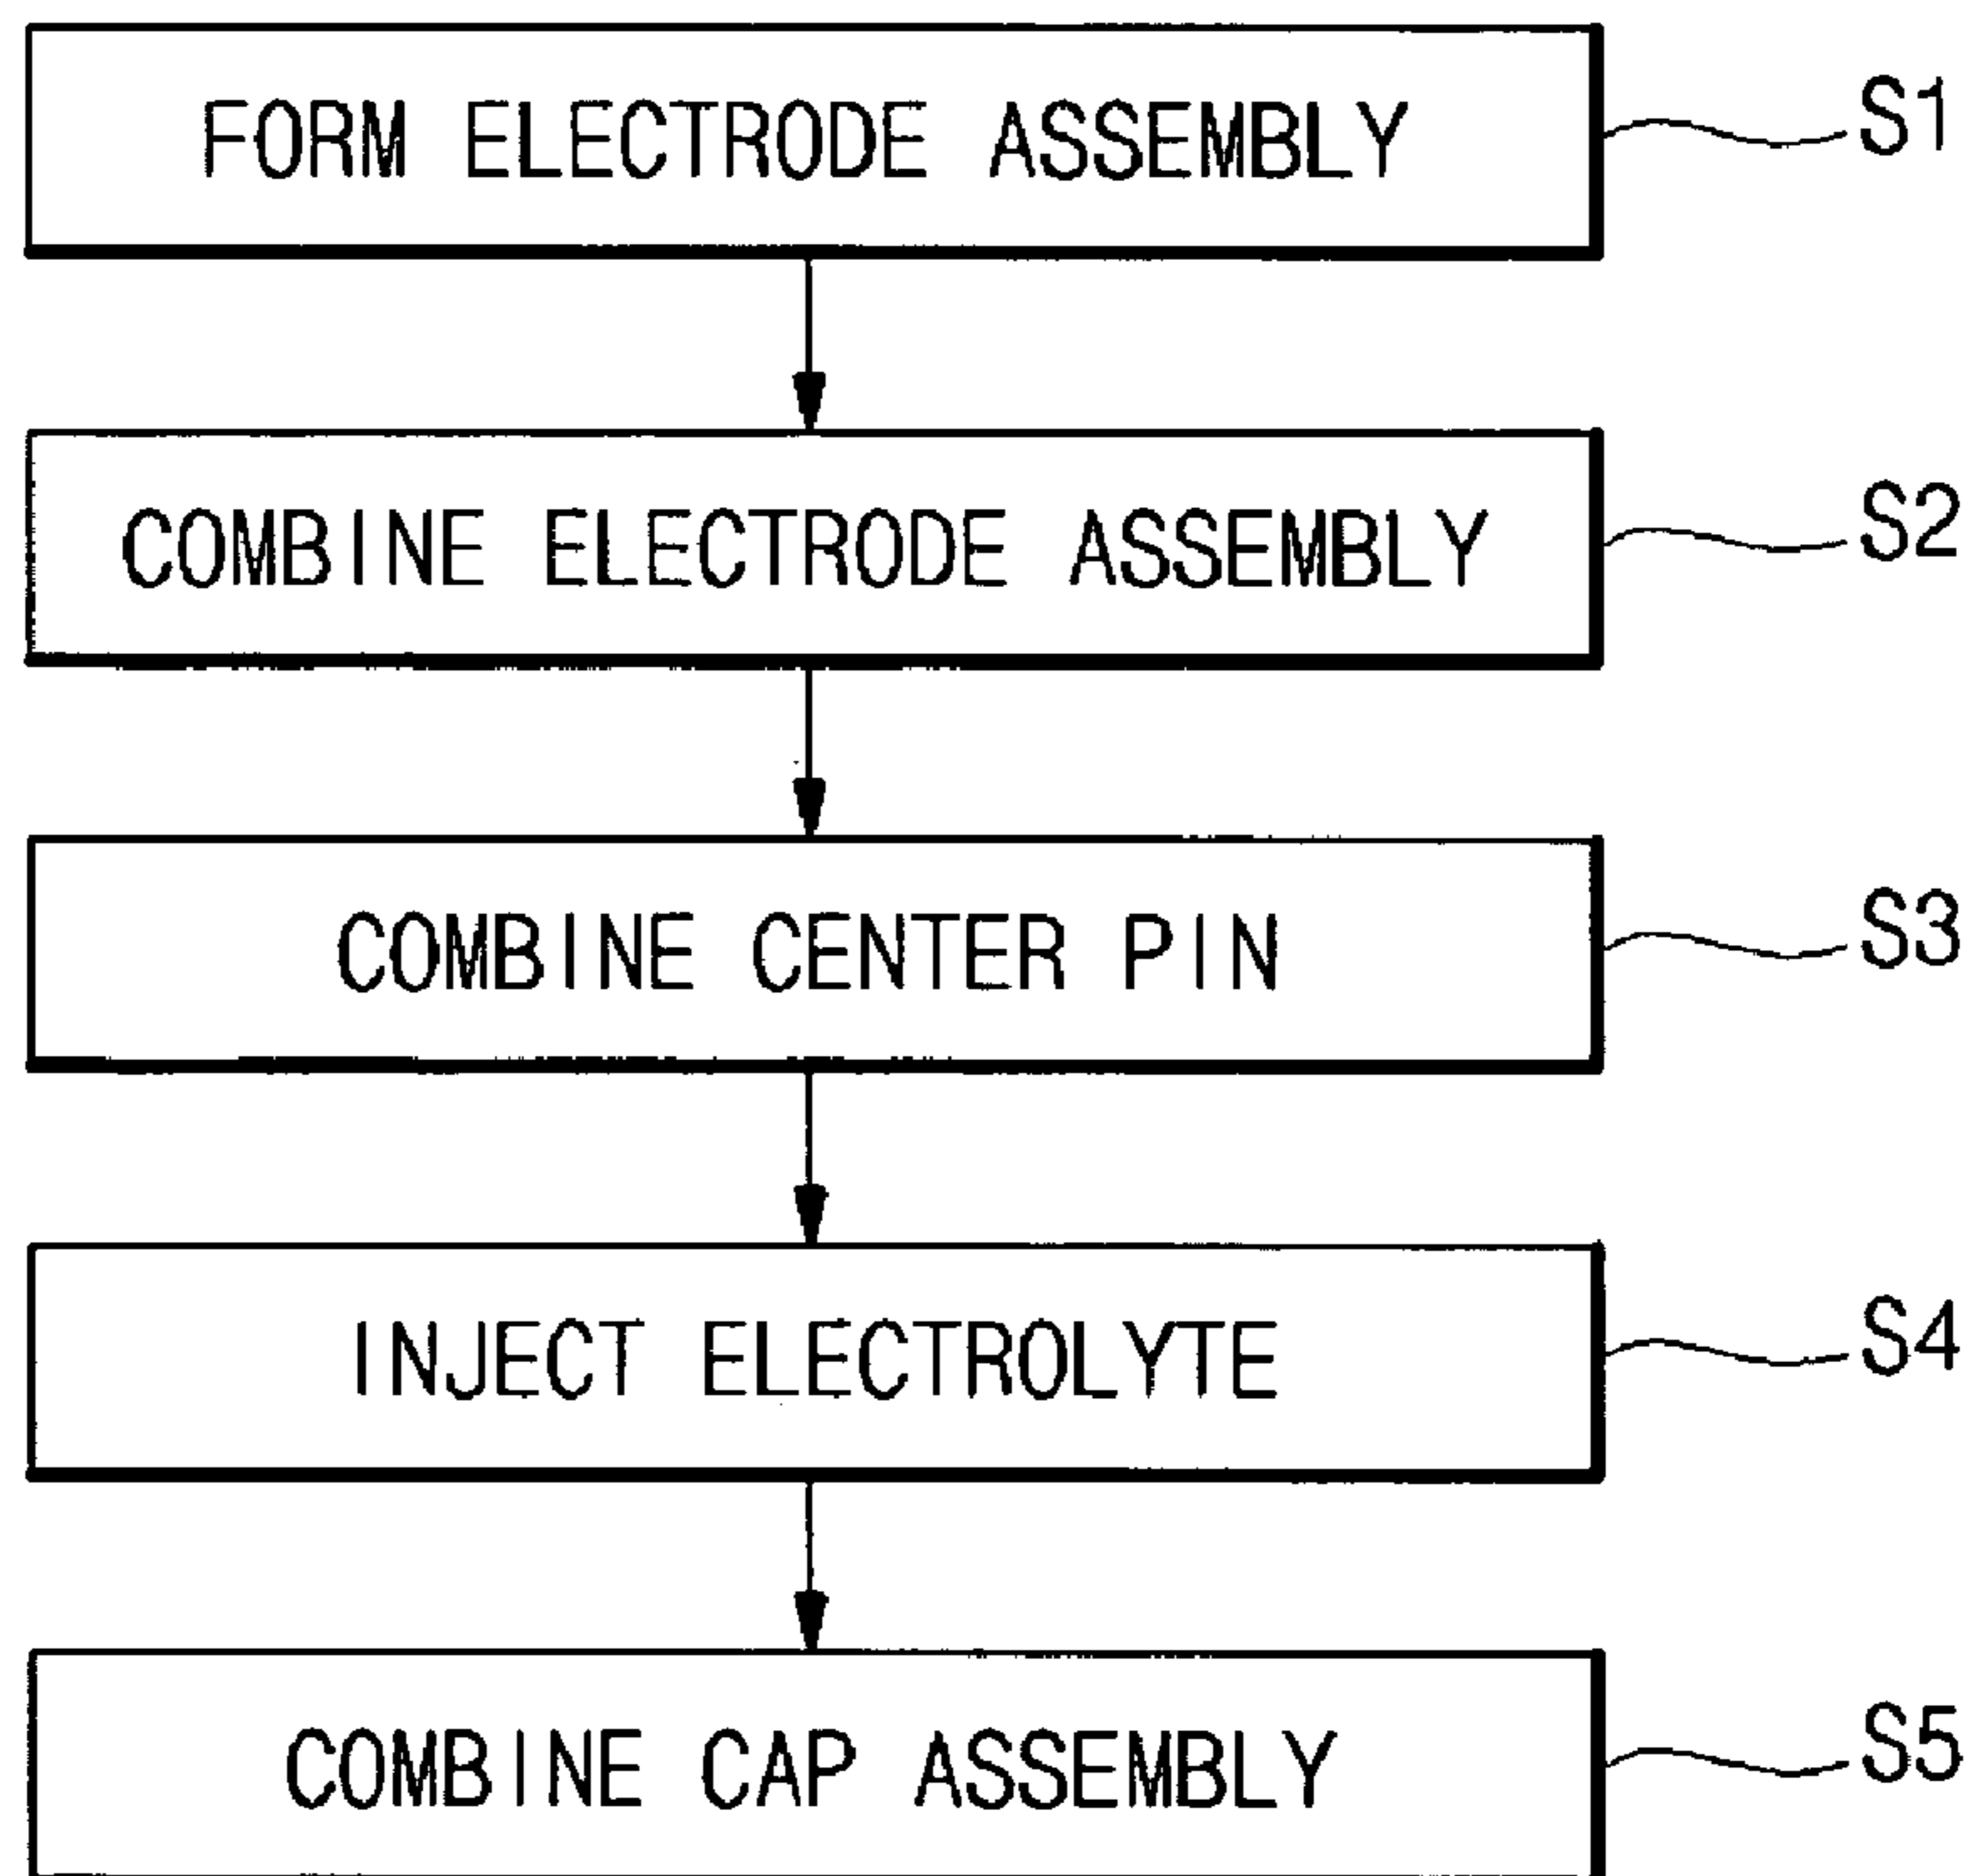 FORM ELECTRODE ASSEMBLY S1
COMBINE ELECTRODE ASSEMBLY S2
COMBINE CENTER PIN S3
INJECT ELECTROLYTE S4
COMBINE CAP ASSEMBLY S5